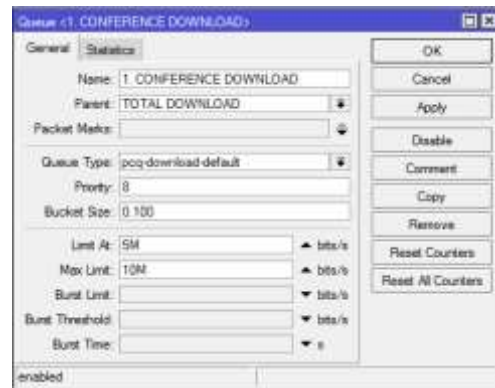 Queue <1. CONFERENCE DOWNLOAD>
General Statistics
Name: 1. CONFERENCE DOWNLOAD
Parent: TOTAL DOWNLOAD
Packet Marks:
Queue Type: pcq-download-default
Priority: 8
Bucket Size: 0.100
Limit At: 5M bits/s
Max Limit: 10M bits/s
Burst Limit: bits/s
Burst Threshold: bits/s
Burst Time: s
OK
Cancel
Apply
Disable
Comment
Copy
Remove
Reset Counters
Reset All Counters
enabled